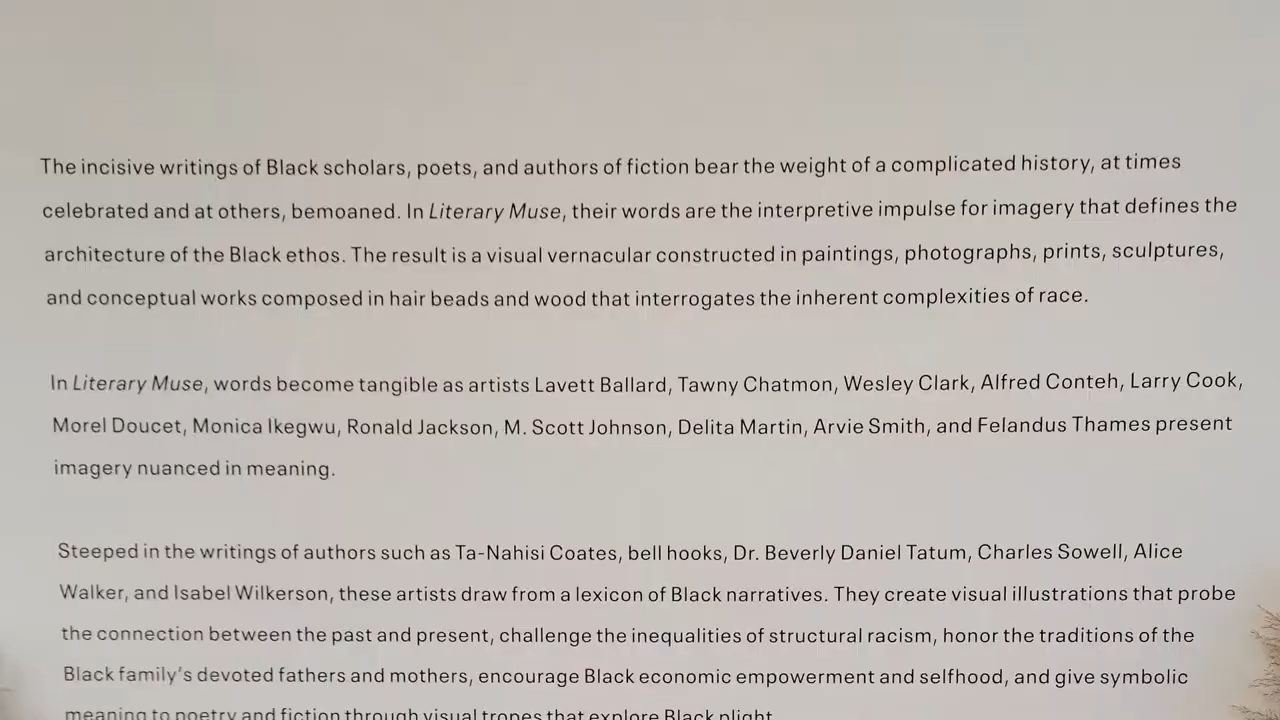 The incisive writings of Black scholars, poets, and authors of fiction bear the weight of a complicated history, at times
celebrated and at others, bemoaned. In Literary Muse, their words are the interpretive impulse for imagery that defines the
architecture of the Black ethos. The result is a visual vernacular constructed in paintings, photographs, prints, sculptures,
and conceptual works composed in hair beads and wood that interrogates the inherent complexities of race.
In Literary Muse, words become tangible as artists Lavett Ballard, Tawny Chatmon, Wesley Clark, Alfred Conteh, Larry Cook,
Morel Doucet, Monica Ikegwu, Ronald Jackson, M. Scott Johnson, Delita Martin, Arvie Smith, and Felandus Thames present
imagery nuanced in meaning.
Steeped in the writings of authors such as Ta-Nahisi Coates, bell hooks, Dr. Beverly Daniel Tatum, Charles Sowell, Alice
Walker, and Isabel Wilkerson, these artists draw from a lexicon of Black narratives. They create visual illustrations that probe
the connection between the past and present, challenge the inequalities of structural racism, honor the traditions of the
Black family's devoted fathers and mothers, encourage Black economic empowerment and selfhood, and give symbolic
meaning to poetry and fiction through visual tropes that explore Black plight